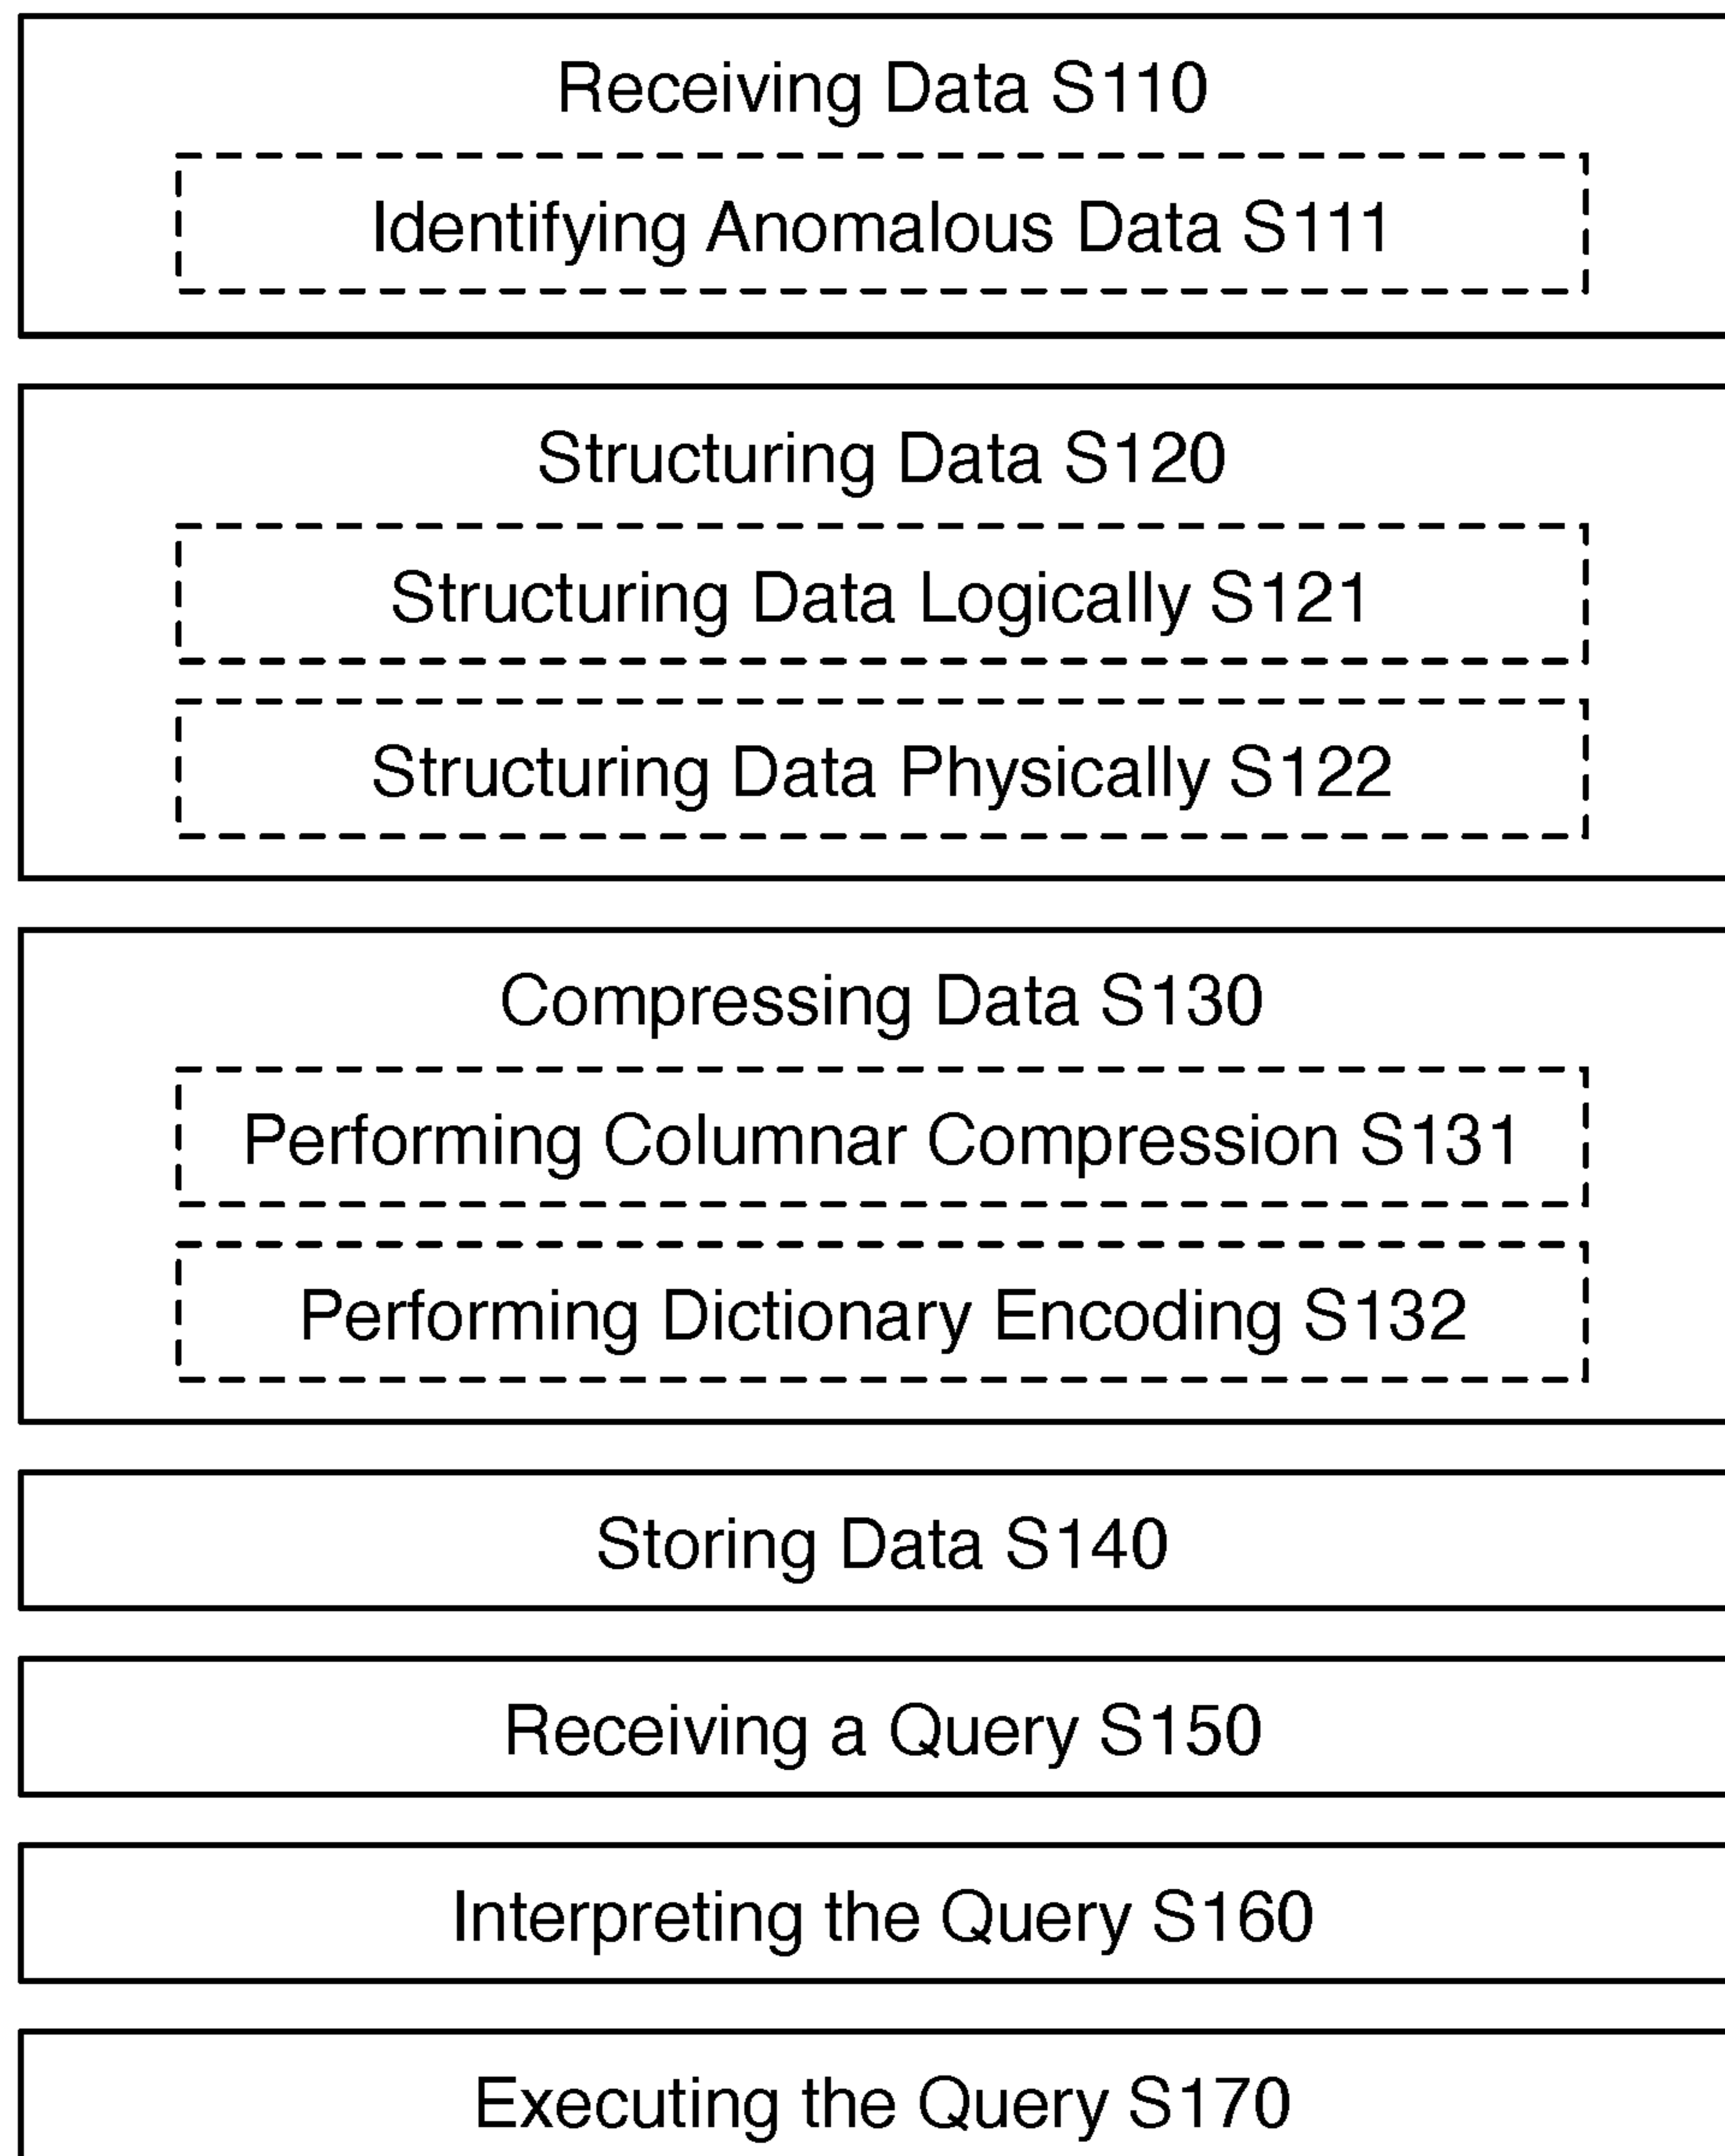 Receiving Data S110
Identifying Anomalous Data S111
Structuring Data S120
Structuring Data Logically S121
Structuring Data Physically S122
Compressing Data S130
Performing Columnar Compression S131
Performing Dictionary Encoding S132
Storing Data S140
Receiving a Query S150
Interpreting the Query S160
Executing the Query S170